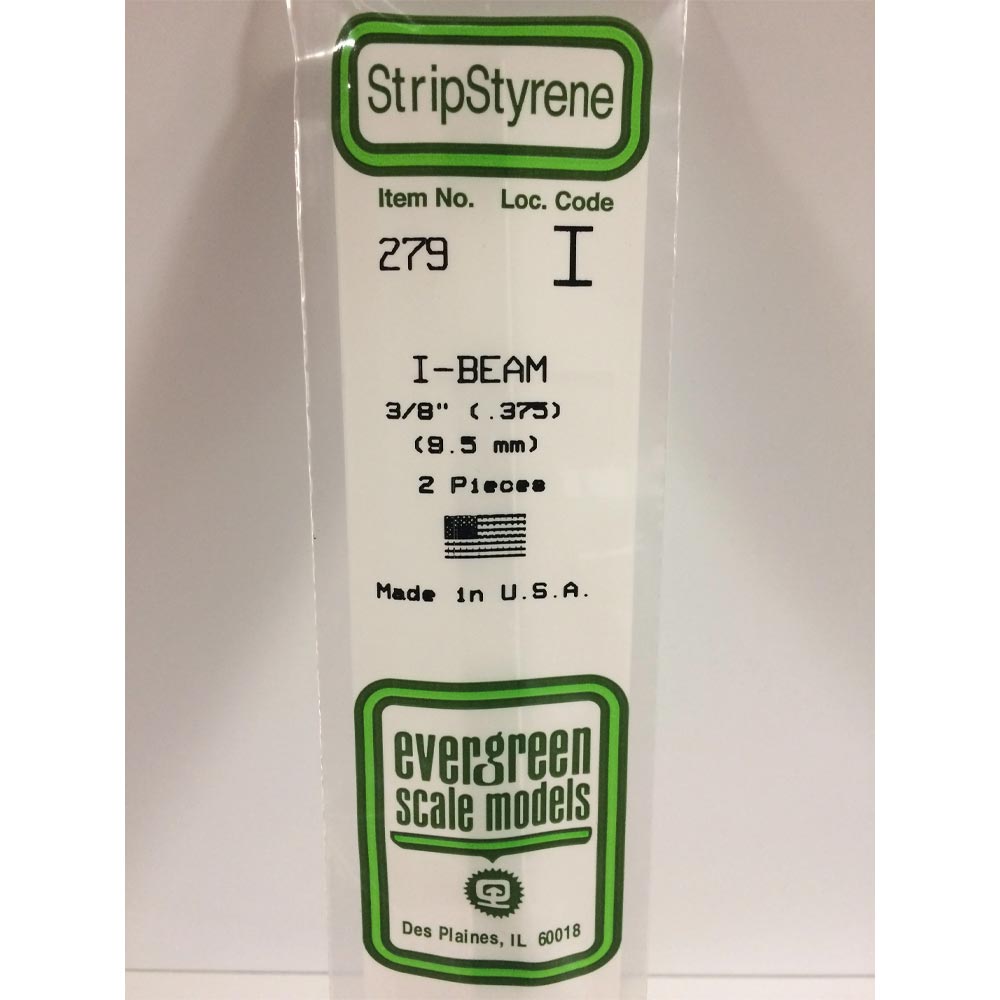 StripStyrene
Item No. Loc. Code
279 I
I-BEAM
3/8" (.375)
(9.5 mm)
2 Pieces
Made in U.S.A.
evergreen
scale models
Des Plaines, IL 60018